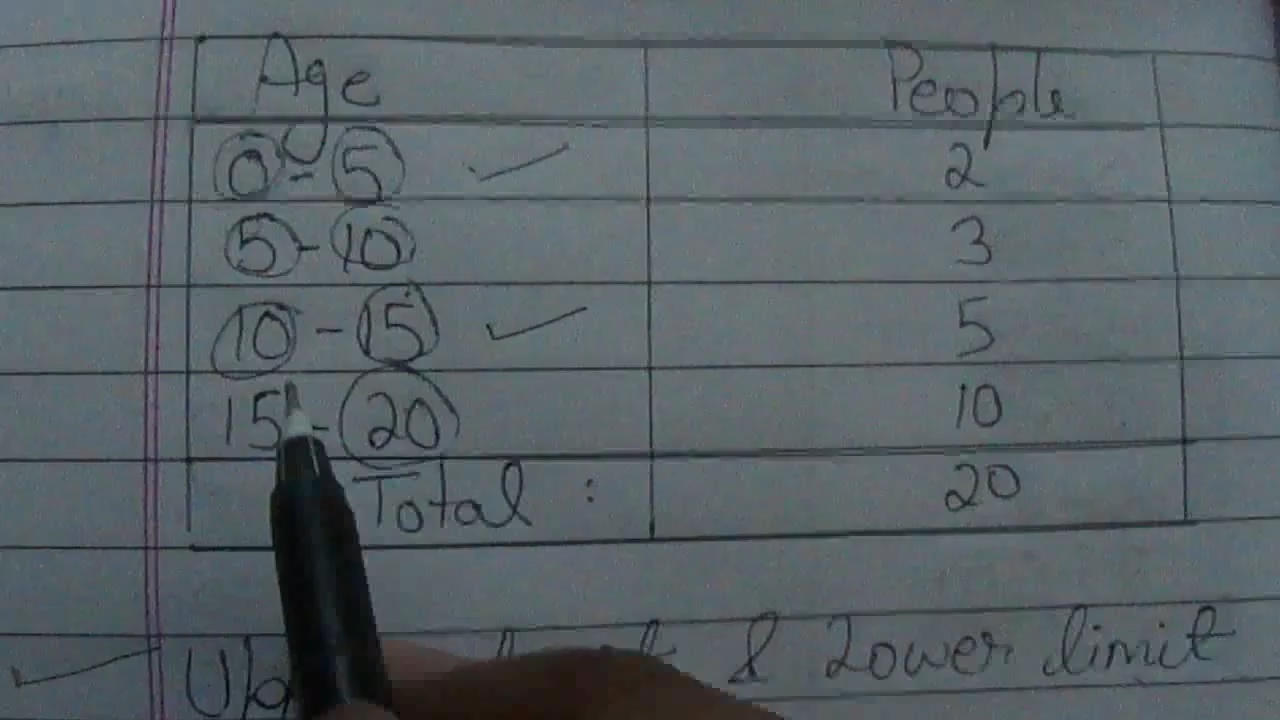 Age People
0-5 ✓ 2
5-10 3
10-15 ✓ 5
15-20 10
Total : 20
✓ & Lower limit